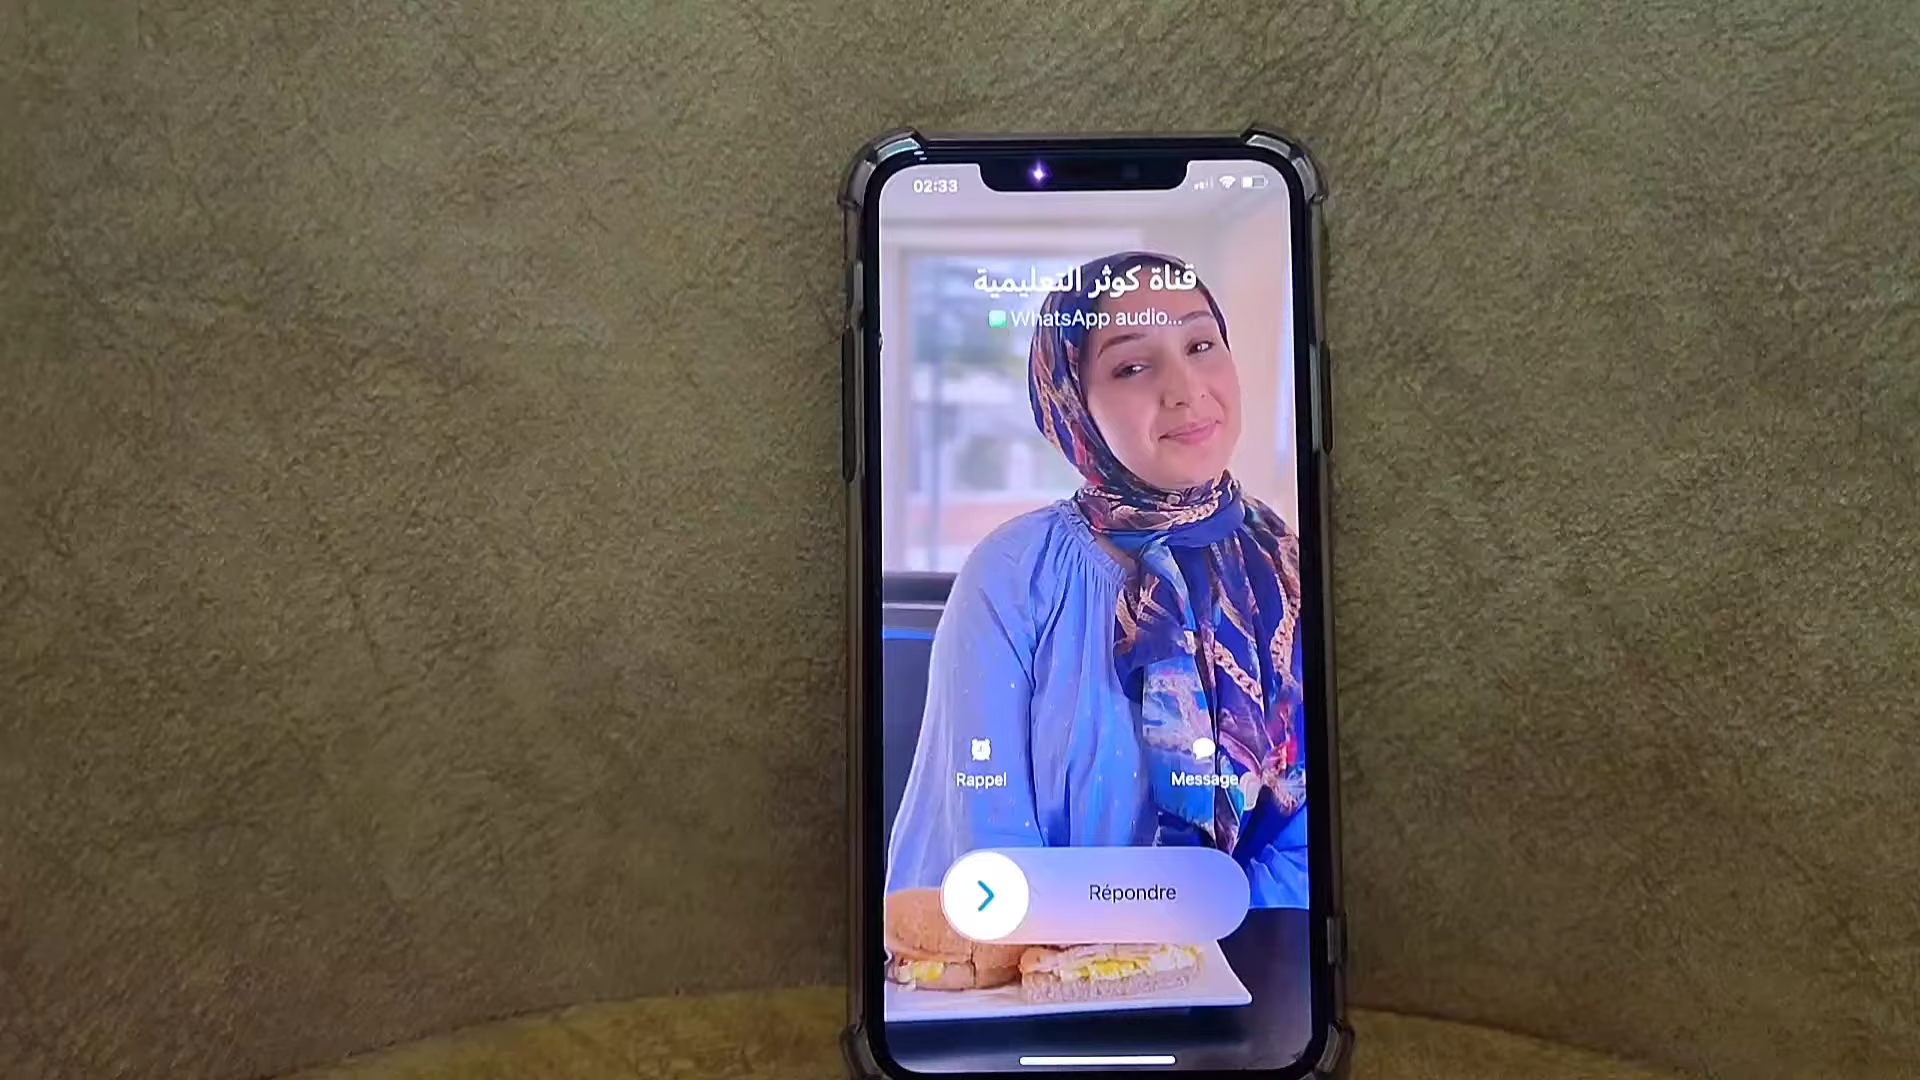 02:33
قناة كوثر التعليمية
WhatsApp audio...
Rappel
Message
Répondre